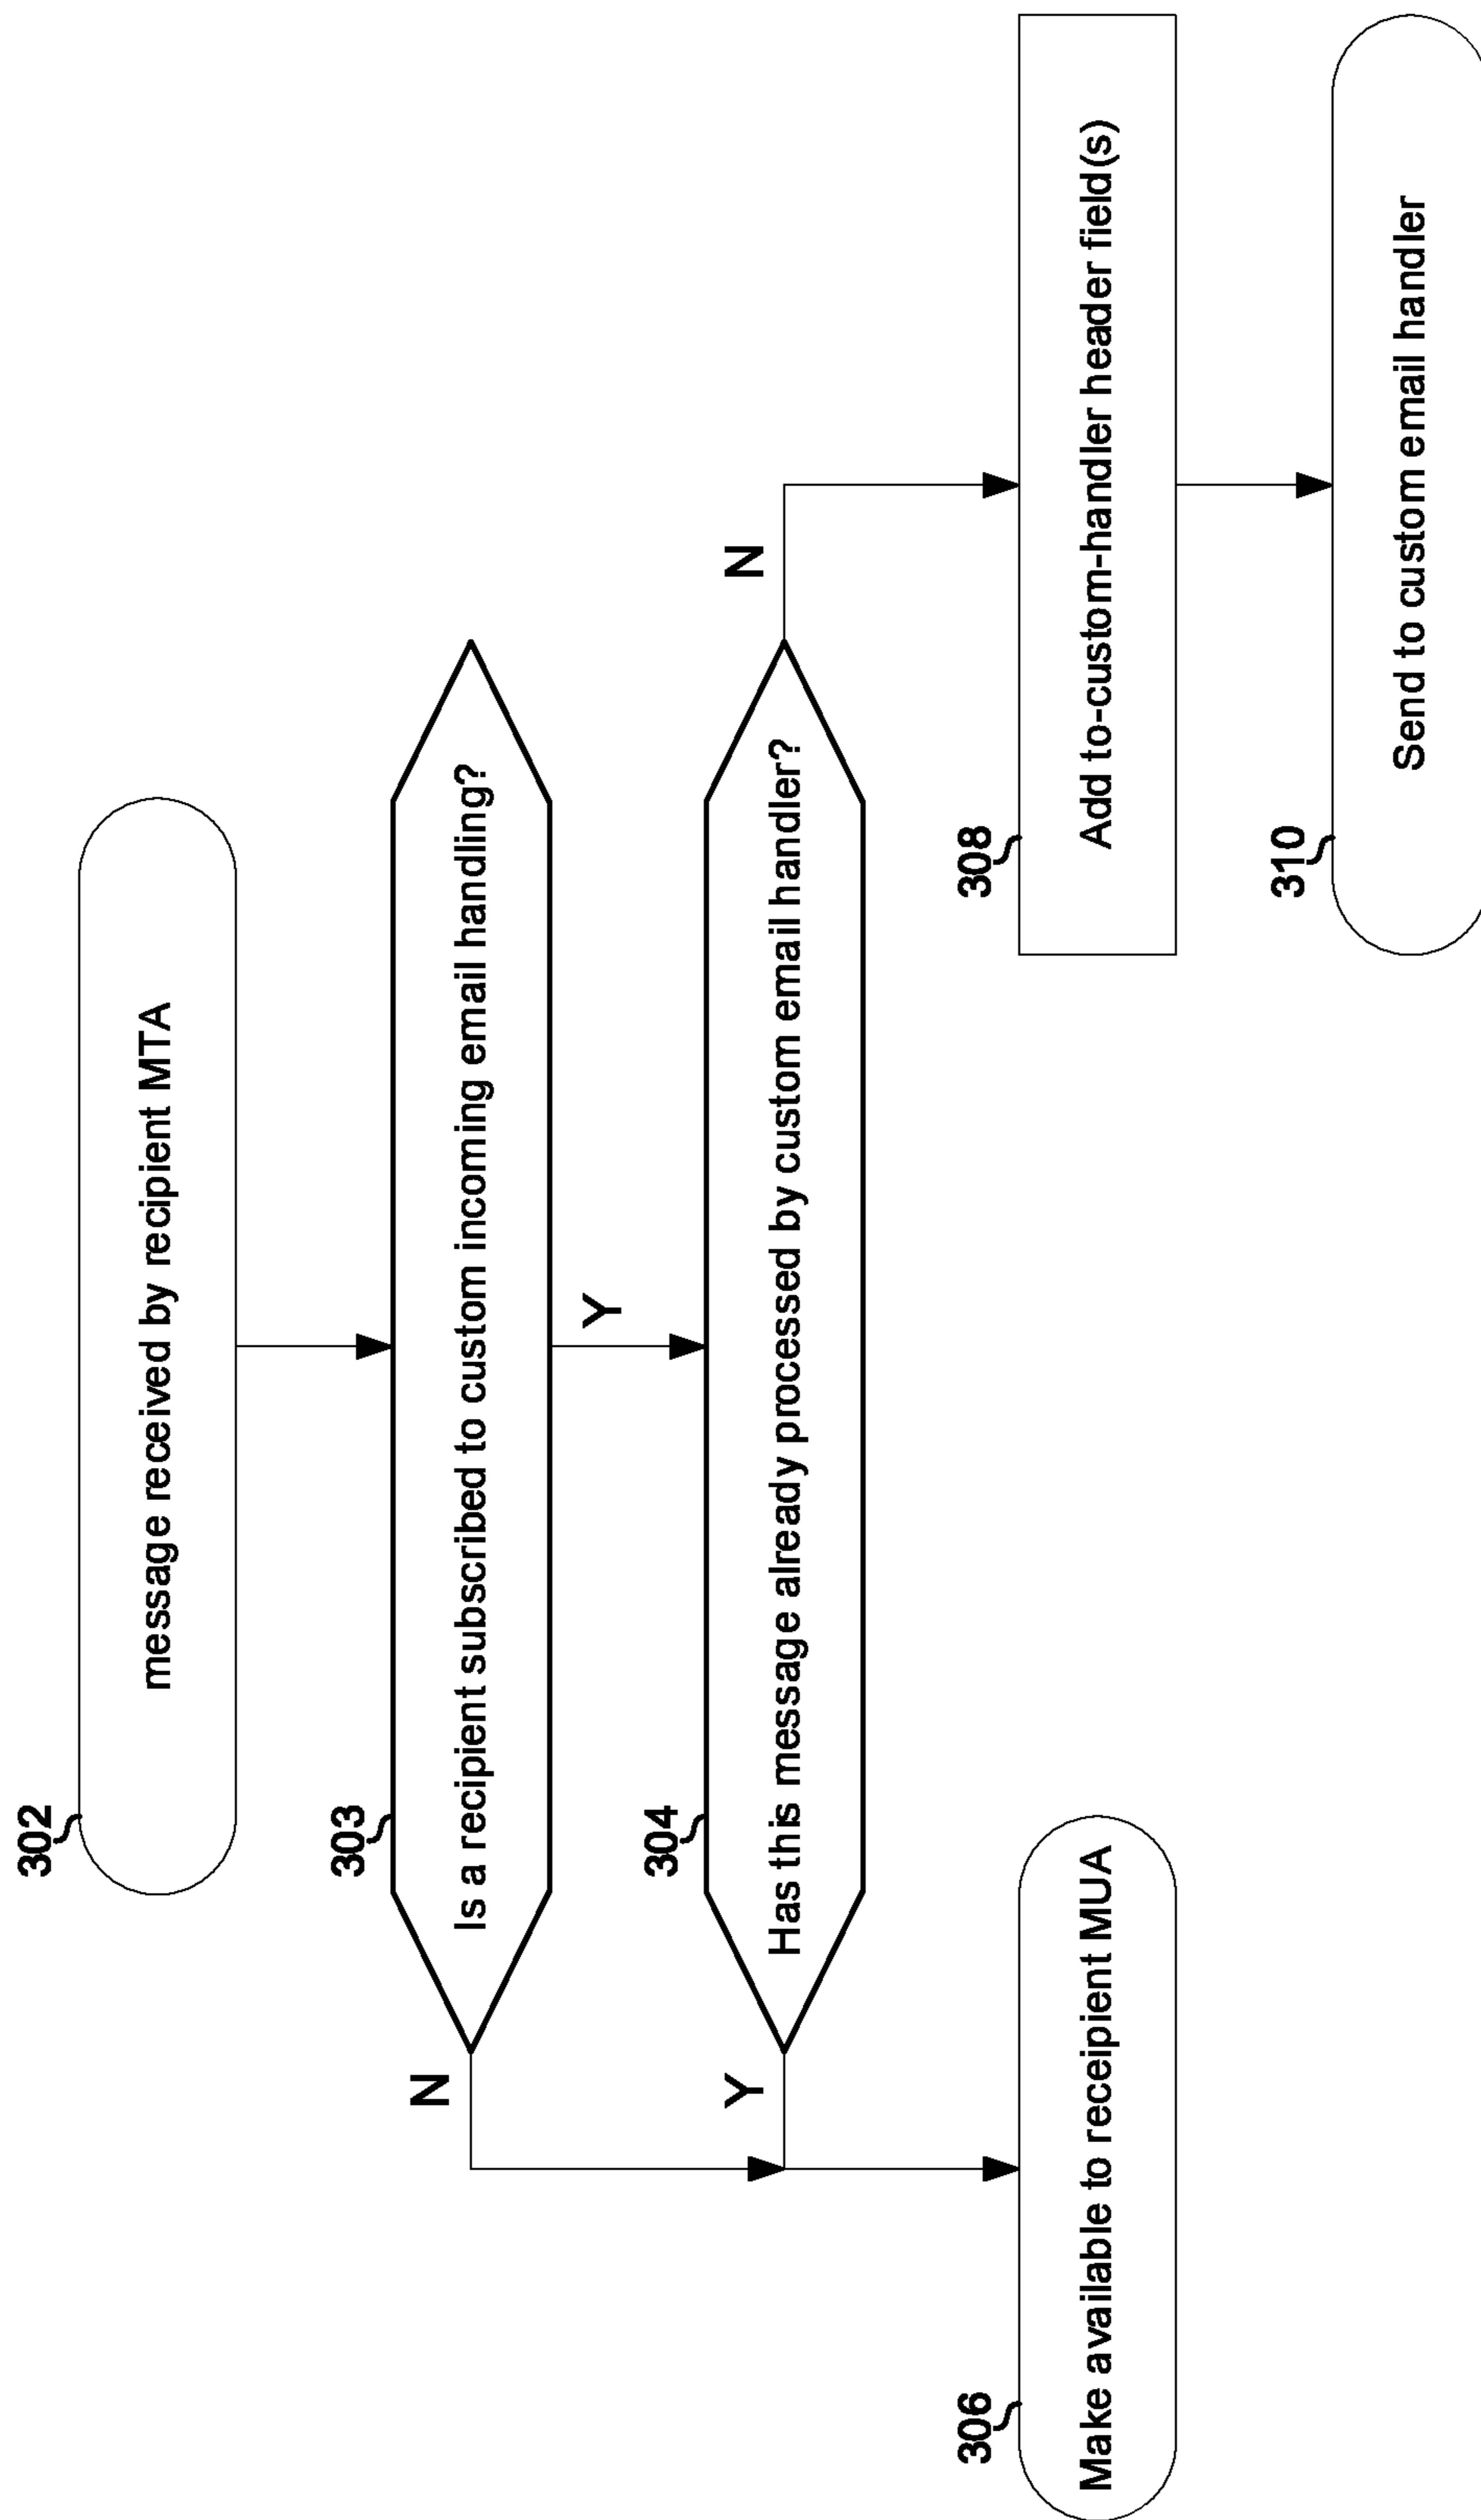 302
message received by recipient MTA
303
Is a recipient subscribed to custom incoming email handling?
N
Y
304
Has this message already processed by custom email handler?
Y
N
306
Make available to receipient MUA
308
Add to-custom-handler header field(s)
310
Send to custom email handler